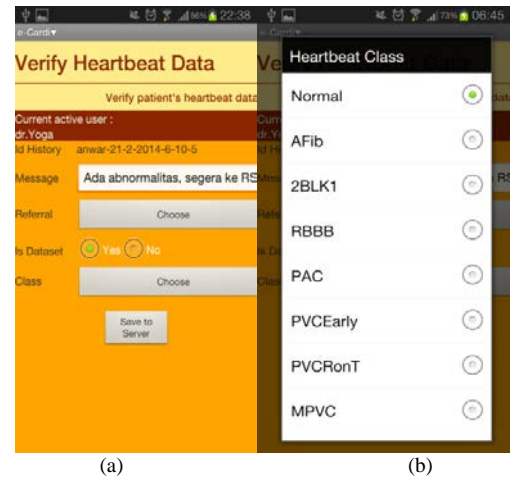 66% 22:38
e-Cardi
Verify Heartbeat Data
Verify patient's heartbeat data
Current active user :
dr.Yoga
Id History anwar-21-2-2014-6-10-5
Message Ada abnormalitas, segera ke RS
Referral Choose
Is Dataset Yes No
Class Choose
Save to
Server
(a)
73% 06:45
Heartbeat Class
Normal
AFib
2BLK1
RBBB
PAC
PVCEarly
PVCRonT
MPVC
(b)